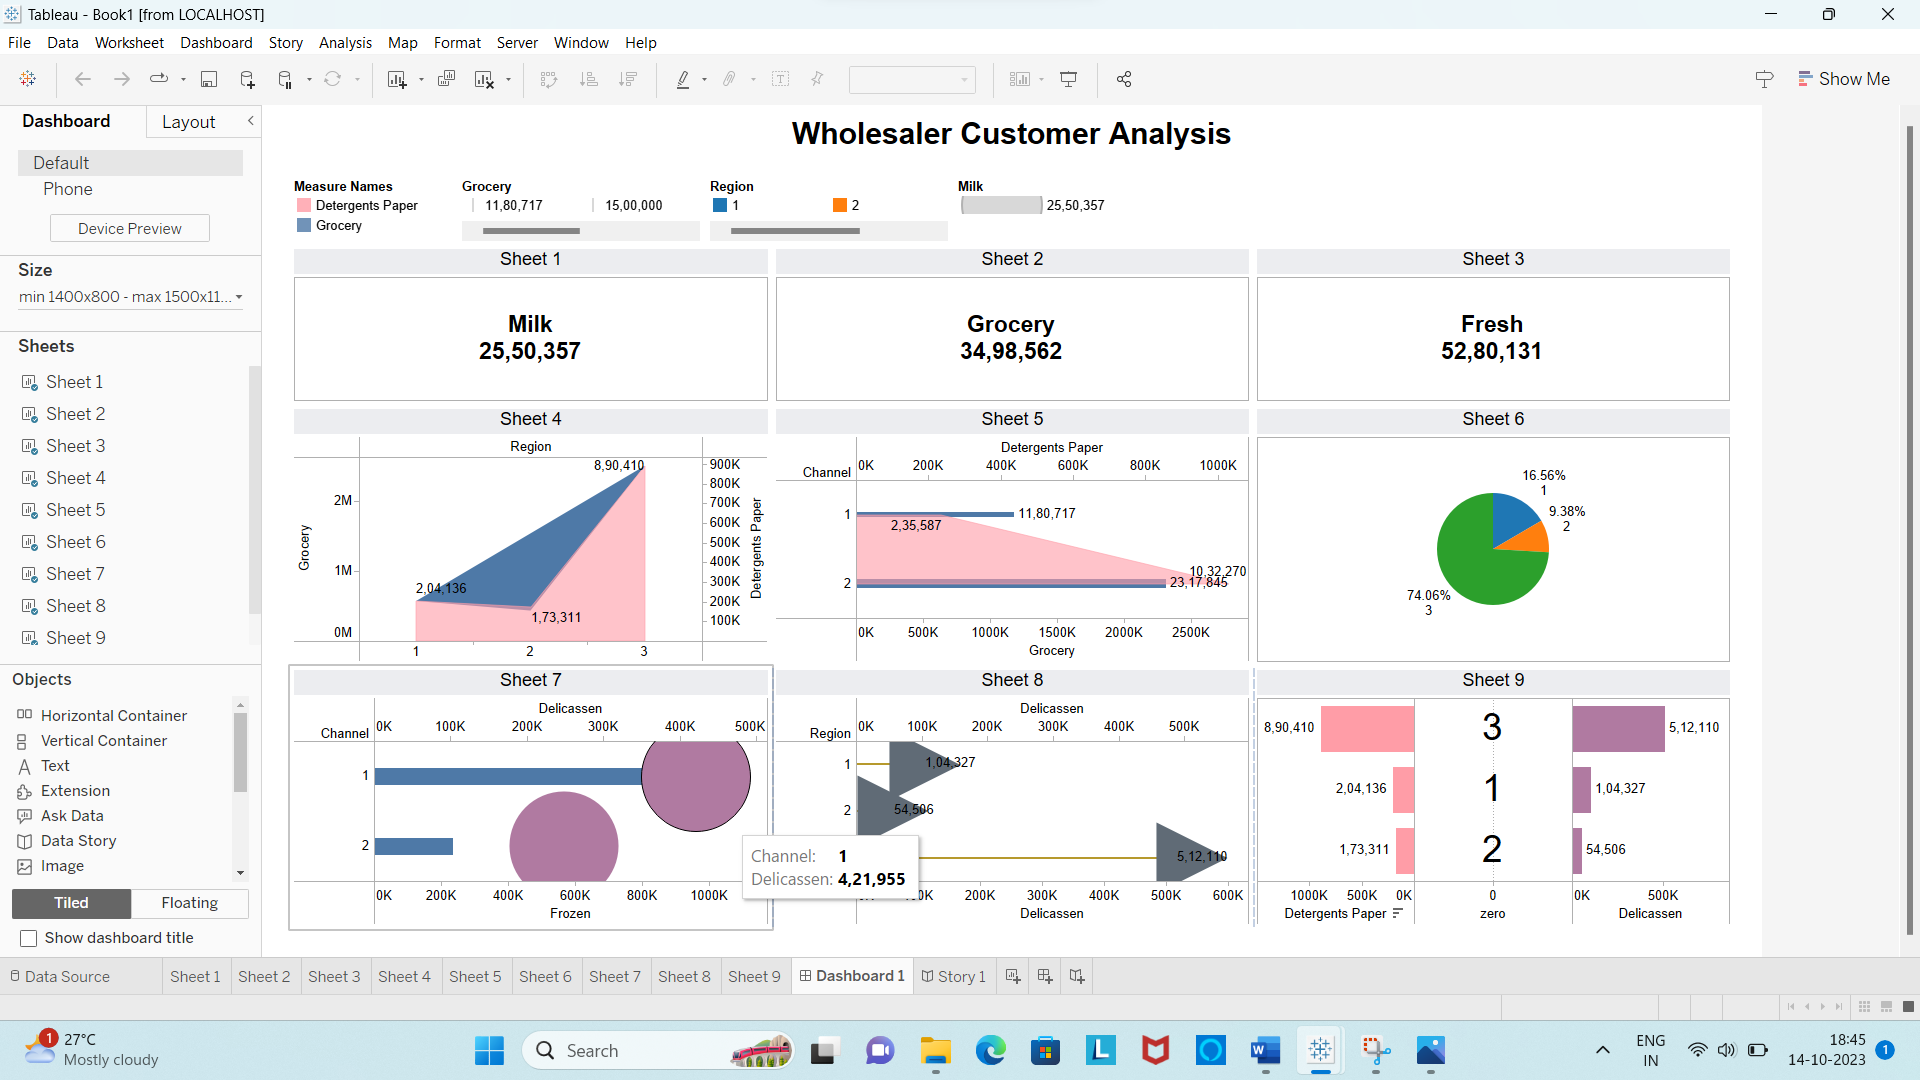 Tableau - Book1 [from LOCALHOST]
File Data Worksheet Dashboard Story Analysis Map Format Server Window Help
Show Me
Dashboard Layout
Default
Phone
Device Preview
Size
min 1400x800 - max 1500x11...
Sheets
Sheet 1
Sheet 2
Sheet 3
Sheet 4
Sheet 5
Sheet 6
Sheet 7
Sheet 8
Sheet 9
Objects
Horizontal Container
Vertical Container
Text
Extension
Ask Data
Data Story
Image
Tiled Floating
Show dashboard title
Wholesaler Customer Analysis
Measure Names
Detergents Paper
Grocery
Grocery
11,80,717 15,00,000
Region
1 2
Milk
25,50,357
Sheet 1
Milk
25,50,357
Sheet 2
Grocery
34,98,562
Sheet 3
Fresh
52,80,131
Sheet 4
Region
8,90,410
2,04,136
1,73,311
Grocery
2M
1M
0M
900K
800K
700K
600K
500K
400K
300K
200K
100K
Detergents Paper
1 2 3
Sheet 5
Detergents Paper
Channel 0K 200K 400K 600K 800K 1000K
1 11,80,717
2,35,587
10,32,270
2 23,17,845
0K 500K 1000K 1500K 2000K 2500K
Grocery
Sheet 6
16.56%
1
9.38%
2
74.06%
3
Sheet 7
Delicassen
Channel 0K 100K 200K 300K 400K 500K
1
2
0K 200K 400K 600K 800K 1000K
Frozen
Channel: 1
Delicassen: 4,21,955
Sheet 8
Delicassen
Region 0K 100K 200K 300K 400K 500K
1 1,04,327
2 54,506
5,12,110
0K 200K 300K 400K 500K 600K
Delicassen
Sheet 9
8,90,410 3 5,12,110
2,04,136 1 1,04,327
1,73,311 2 54,506
1000K 500K 0K 0 0K 500K
Detergents Paper zero Delicassen
Data Source Sheet 1 Sheet 2 Sheet 3 Sheet 4 Sheet 5 Sheet 6 Sheet 7 Sheet 8 Sheet 9 Dashboard 1 Story 1
1
27°C
Mostly cloudy
Search
L
W
ENG
IN
18:45
14-10-2023
1